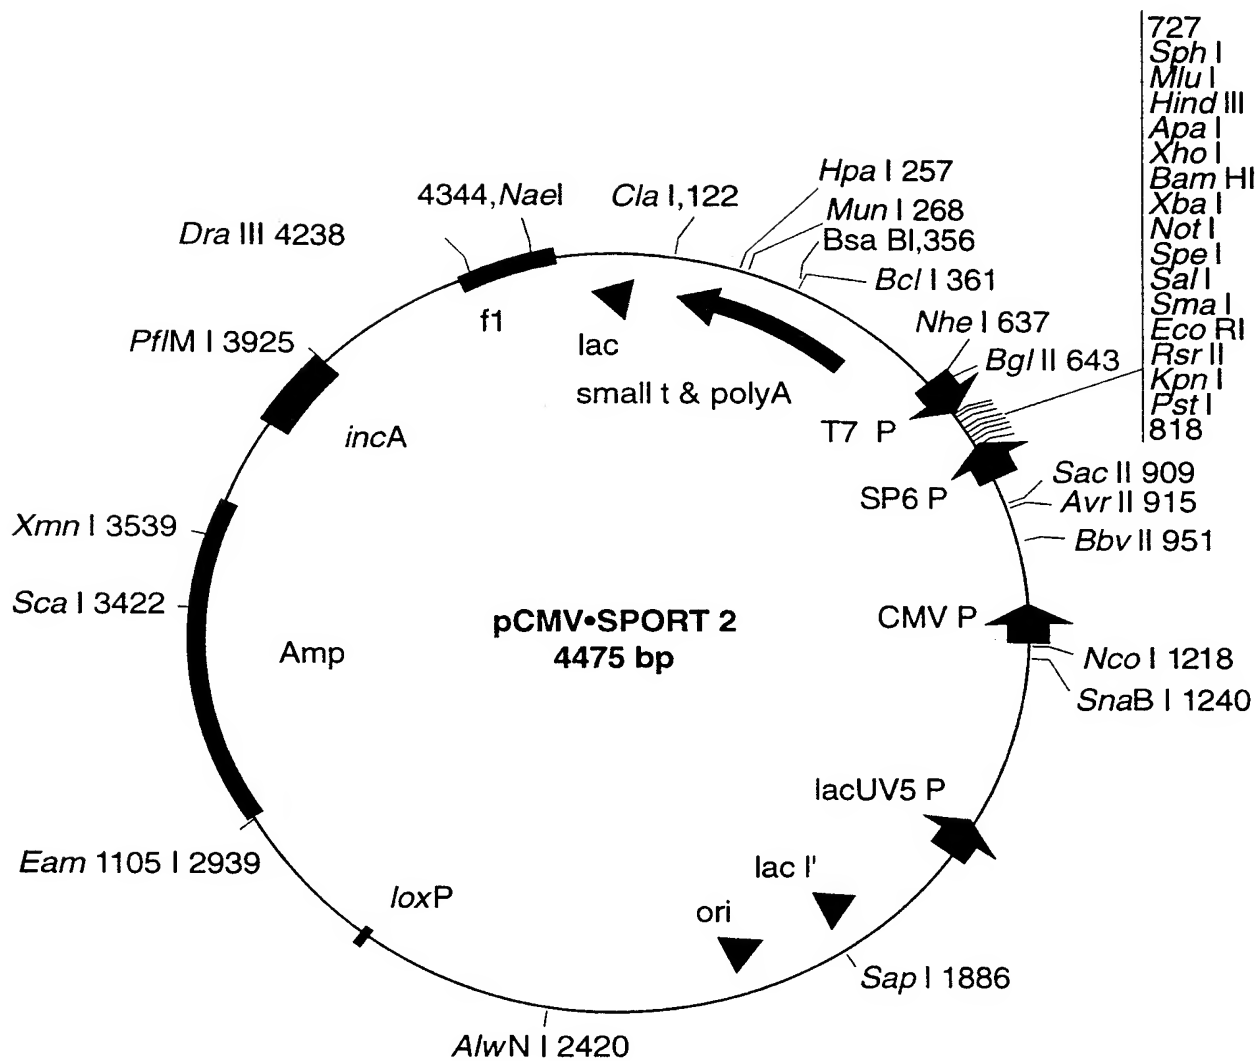 727
Sph I
Mlu I
Hind III
Apa I
Xho I
Bam HI
Xba I
Not I
Spe I
Sal I
Sma I
Eco RI
Rsr II
Kpn I
Pst I
818
Hpa I 257
4344,NaeI
Cla I,122
Mun I 268
Dra III 4238
Bsa BI,356
Bcl I 361
f1
Nhe I 637
PflM I 3925
lac
Bgl II 643
small t & polyA
T7 P
incA
Sac II 909
SP6 P
Avr II 915
Xmn I 3539
Bbv II 951
Sca I 3422
pCMV•SPORT 2
CMV P
Amp
4475 bp
Nco I 1218
SnaB I 1240
lacUV5 P
Eam 1105 I 2939
lac I'
loxP
ori
Sap I 1886
AlwN I 2420